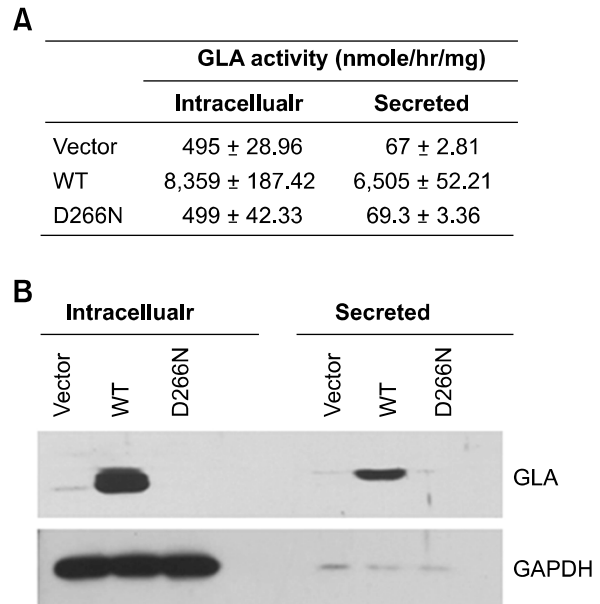 A
GLA activity (nmole/hr/mg)
Intracellualr Secreted
Vector 495 ± 28.96 67 ± 2.81
WT 8,359 ± 187.42 6,505 ± 52.21
D266N 499 ± 42.33 69.3 ± 3.36
B
Intracellualr Secreted
Vector WT D266N Vector WT D266N
GLA
GAPDH